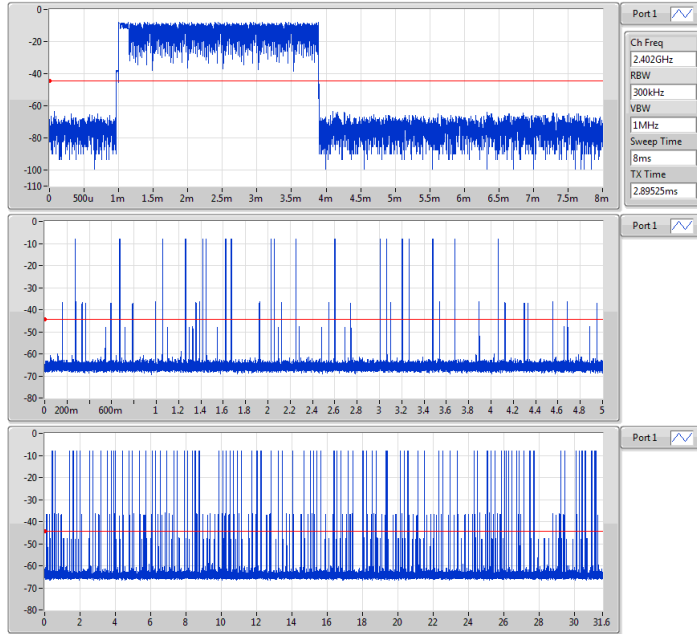 0
-20
-40
-60
-80
-100
-110
0 500u 1m 1.5m 2m 2.5m 3m 3.5m 4m 4.5m 5m 5.5m 6m 6.5m 7m 7.5m 8m
Port 1
Ch Freq
2.402GHz
RBW
300kHz
VBW
1MHz
Sweep Time
8ms
TX Time
2.89525ms
0
-10
-20
-30
-40
-50
-60
-70
-80
0 200m 600m 1 1.2 1.4 1.6 1.8 2 2.2 2.4 2.6 2.8 3 3.2 3.4 3.6 3.8 4 4.2 4.4 4.6 4.8 5
Port 1
0
-10
-20
-30
-40
-50
-60
-70
-80
0 2 4 6 8 10 12 14 16 18 20 22 24 26 28 30 31.6
Port 1